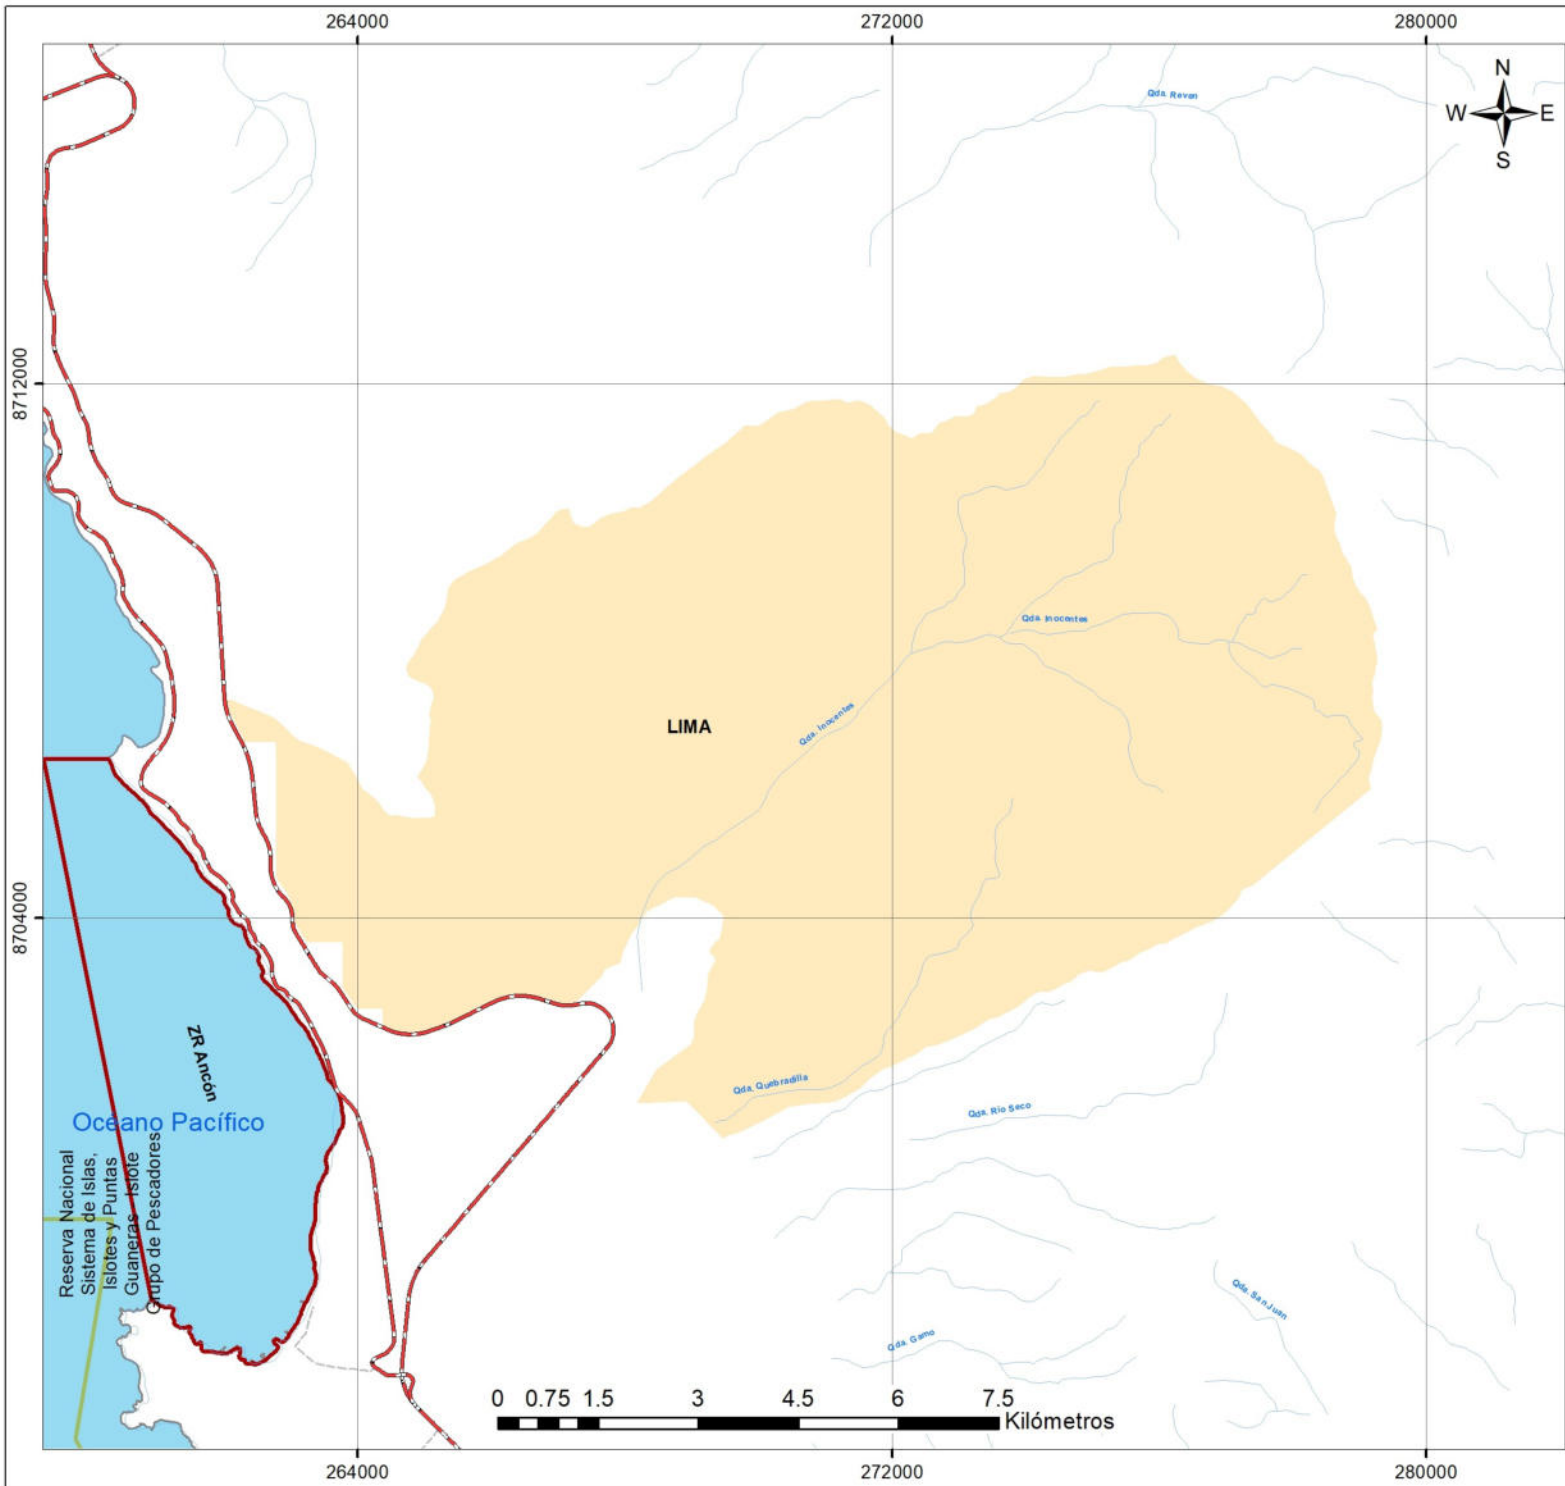 264000
272000
280000
N
W
E
S
Qda. Reven
8712000
Qda. Inocentes
Qda. Inocentes
LIMA
8704000
ZR Ancón
Qda. Quebradilla
Qda. Río Seco
Océano Pacífico
Reserva Nacional
Sistema de Islas,
Islotes y Puntas
Guaneras Islote
Grupo de Pescadores
Qda. San Juan
Qda. Gamo
0 0.75 1.5 3 4.5 6 7.5
Kilómetros
264000
272000
280000